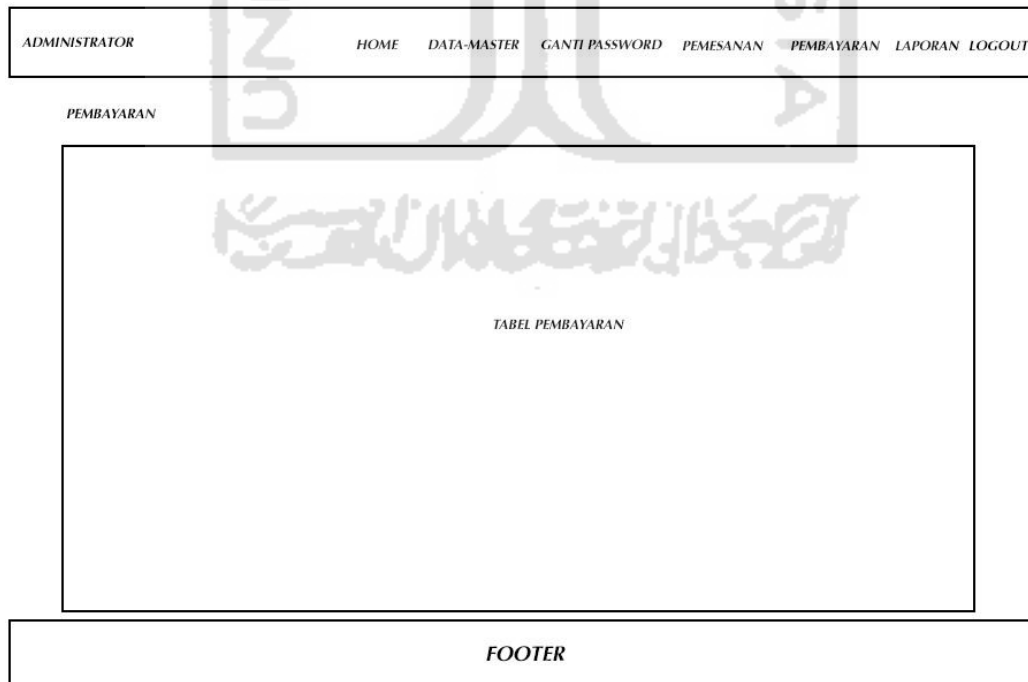 ADMINISTRATOR HOME DATA-MASTER GANTI PASSWORD PEMESANAN PEMBAYARAN LAPORAN LOGOUT
PEMBAYARAN
TABEL PEMBAYARAN
FOOTER